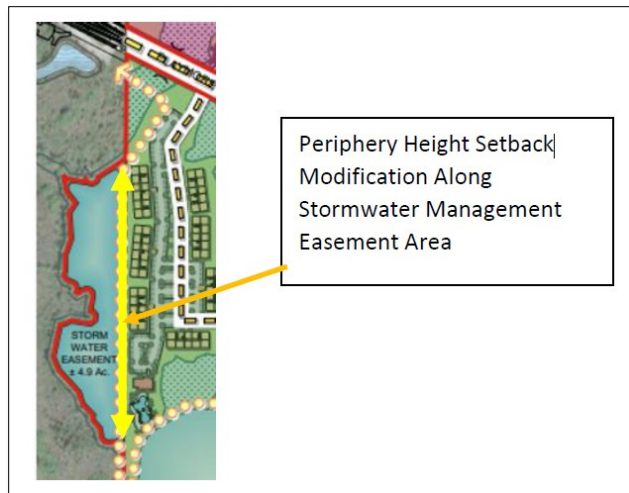 Periphery Height Setback
Modification Along
Stormwater Management
Easement Area
STORM
WATER
EASEMENT
± 4.9 Ac.